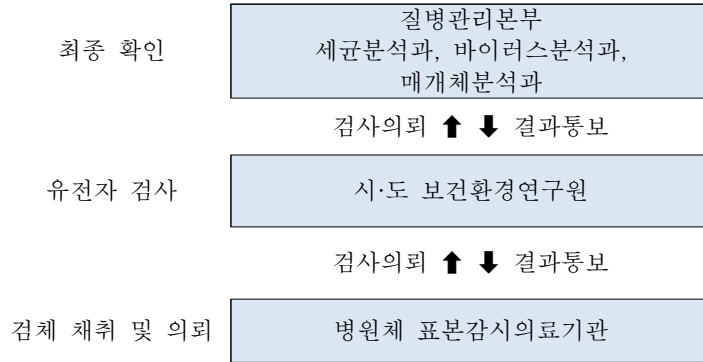 질병관리본부
최종 확인 세균분석과, 바이러스분석과,
매개체분석과
검사의뢰 ⬆ ⬇ 결과통보
유전자 검사 시·도 보건환경연구원
검사의뢰 ⬆ ⬇ 결과통보
검체 채취 및 의뢰 병원체 표본감시의료기관